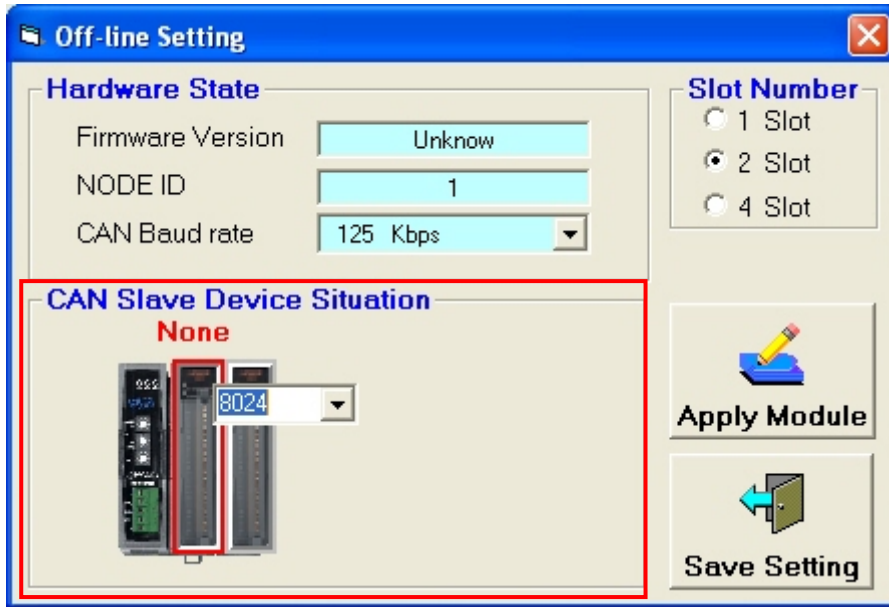 Off-line Setting
Hardware State
Firmware Version
Unknow
NODE ID
1
CAN Baud rate
125 Kbps
Slot Number
1 Slot
2 Slot
4 Slot
CAN Slave Device Situation
None
8024
Apply Module
Save Setting